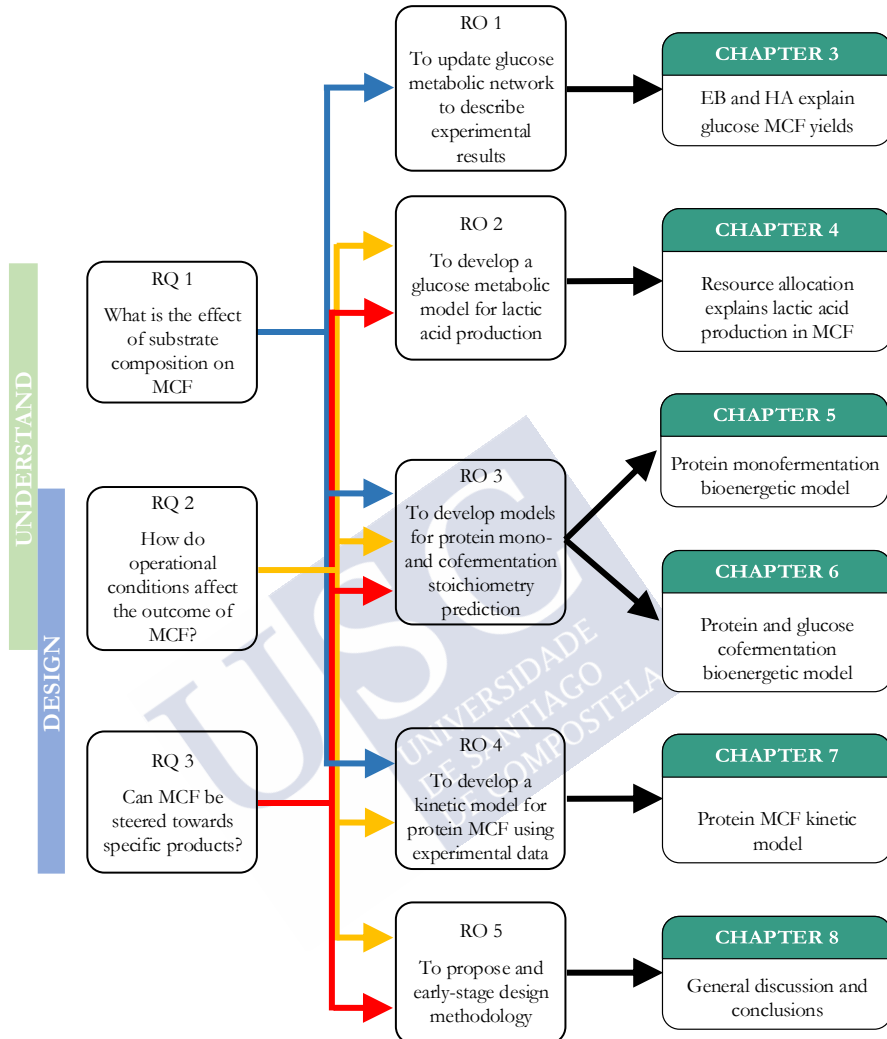 UNDERSTAND
DESIGN
RQ 1
What is the effect
of substrate
composition on
MCF
RQ 2
How do
operational
conditions affect
the outcome of
MCF?
RQ 3
Can MCF be
steered towards
specific products?
RO 1
To update glucose
metabolic network
to describe
experimental
results
RO 2
To develop a
glucose metabolic
model for lactic
acid production
RO 3
To develop models
for protein mono-
and cofermentation
stoichiometry
prediction
RO 4
To develop a
kinetic model for
protein MCF using
experimental data
RO 5
To propose and
early-stage design
methodology
CHAPTER 3
EB and HA explain
glucose MCF yields
CHAPTER 4
Resource allocation
explains lactic acid
production in MCF
CHAPTER 5
Protein monofermentation
bioenergetic model
CHAPTER 6
Protein and glucose
cofermentation
bioenergetic model
CHAPTER 7
Protein MCF kinetic
model
CHAPTER 8
General discussion and
conclusions
USC
UNIVERSIDADE
DE SANTIAGO
DE COMPOSTELA